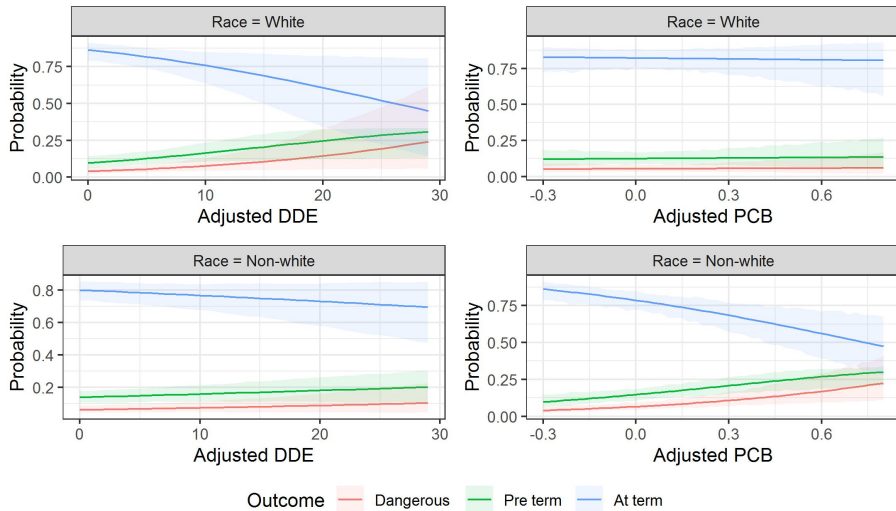 Race = White
Race = White
Probability
0.75
0.50
0.25
0.00
0
10
20
30
Adjusted DDE
Probability
0.75
0.50
0.25
0.00
-0.3
0.0
0.3
0.6
Adjusted PCB
Race = Non-white
Race = Non-white
Probability
0.8
0.6
0.4
0.2
0
10
20
30
Adjusted DDE
Probability
0.75
0.50
0.25
0.00
-0.3
0.0
0.3
0.6
Adjusted PCB
Outcome Dangerous Pre term At term